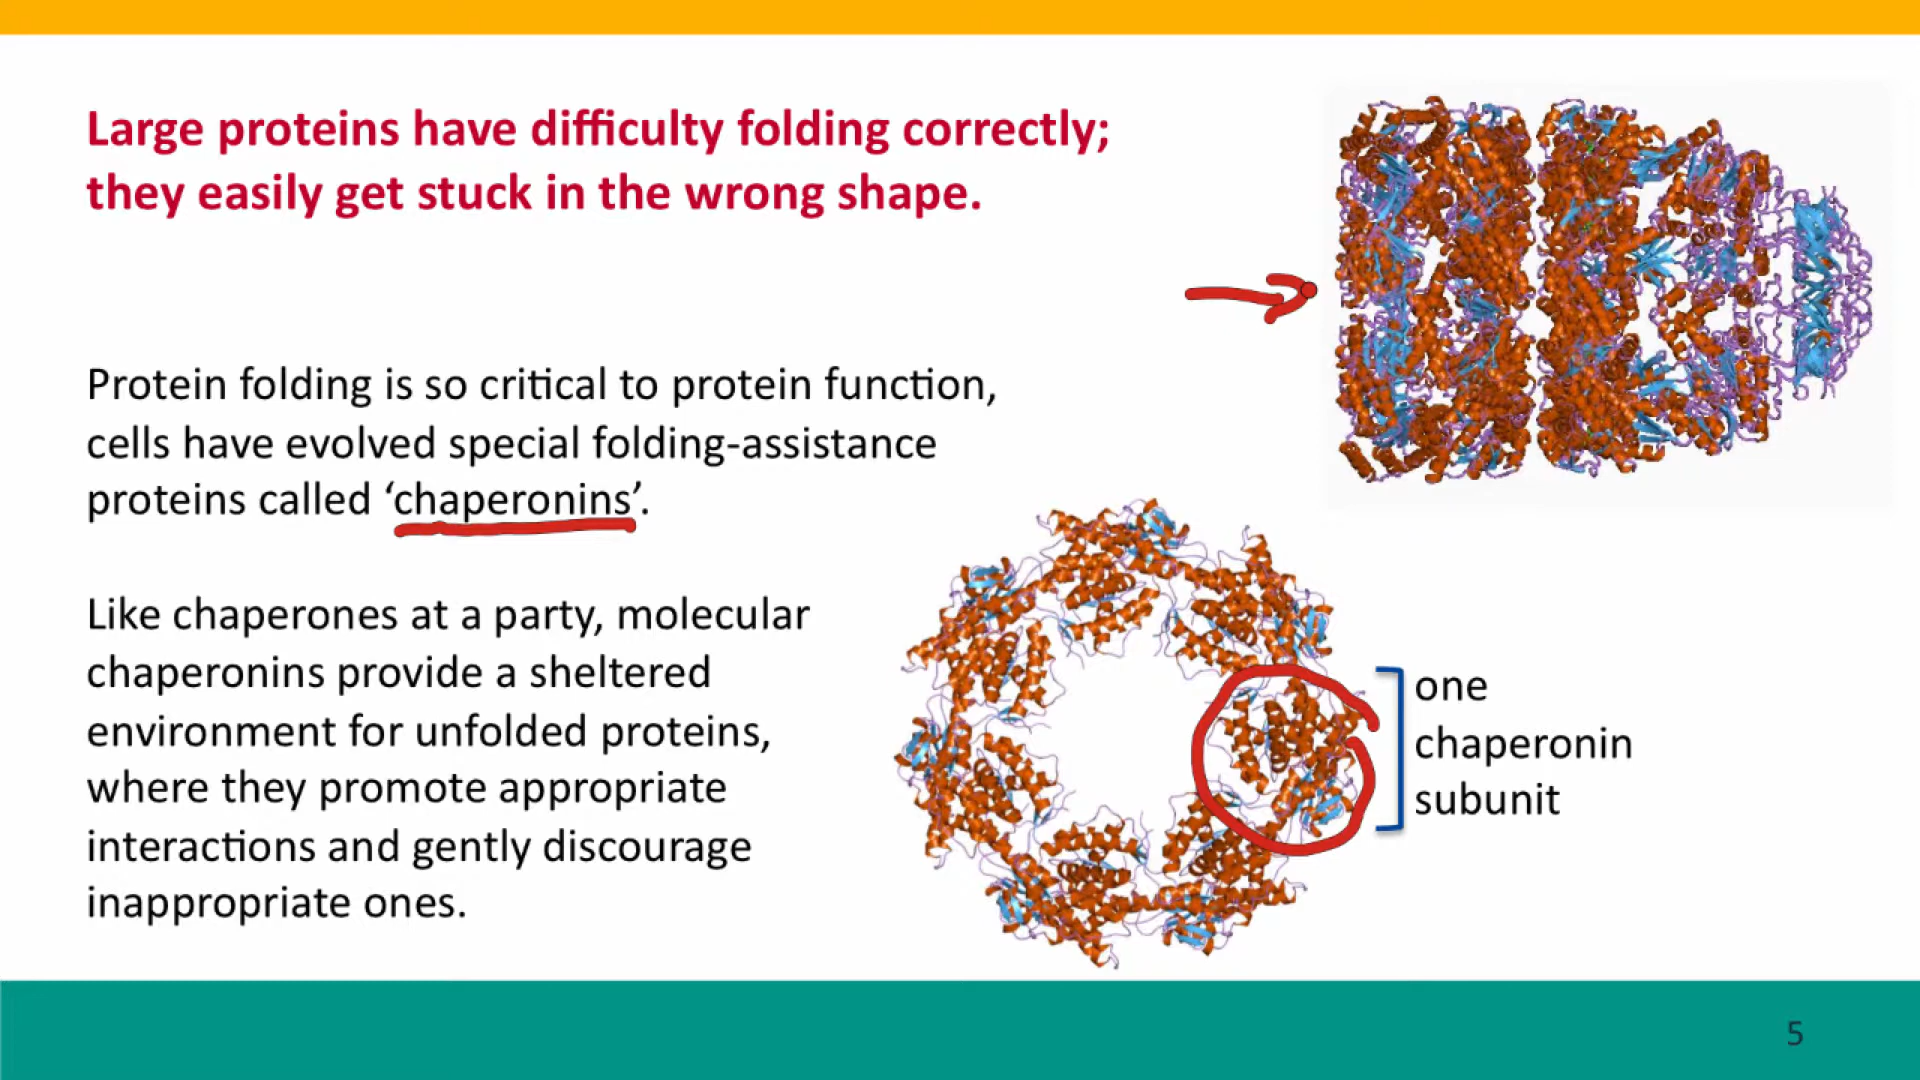 Large proteins have difficulty folding correctly;
they easily get stuck in the wrong shape.
Protein folding is so critical to protein function,
cells have evolved special folding-assistance
proteins called ‘chaperonins’.
Like chaperones at a party, molecular
chaperonins provide a sheltered
environment for unfolded proteins,
where they promote appropriate
interactions and gently discourage
inappropriate ones.
one
chaperonin
subunit
5